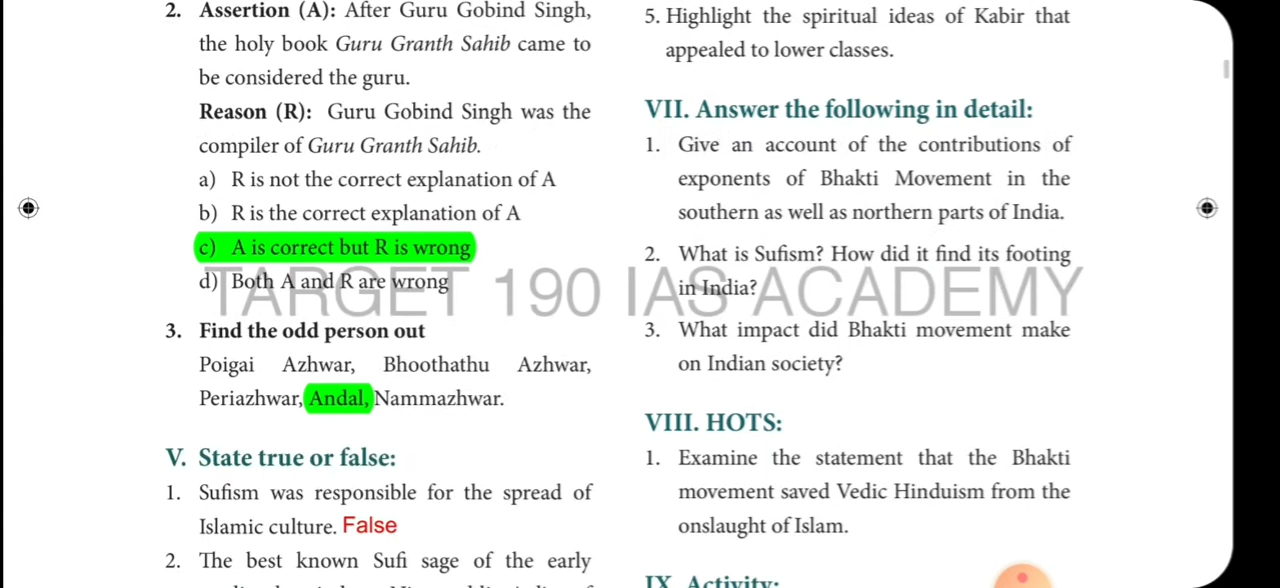 2. Assertion (A): After Guru Gobind Singh,
the holy book Guru Granth Sahib came to
be considered the guru.
Reason (R): Guru Gobind Singh was the
compiler of Guru Granth Sahib.
a) R is not the correct explanation of A
b) R is the correct explanation of A
c) A is correct but R is wrong
d) Both A and R are wrong
3. Find the odd person out
Poigai Azhwar, Bhoothathu Azhwar,
Periazhwar, Andal, Nammazhwar.
V. State true or false:
1. Sufism was responsible for the spread of
Islamic culture. False
2. The best known Sufi sage of the early
5. Highlight the spiritual ideas of Kabir that
appealed to lower classes.
VII. Answer the following in detail:
1. Give an account of the contributions of
exponents of Bhakti Movement in the
southern as well as northern parts of India.
2. What is Sufism? How did it find its footing
in India?
3. What impact did Bhakti movement make
on Indian society?
VIII. HOTS:
1. Examine the statement that the Bhakti
movement saved Vedic Hinduism from the
onslaught of Islam.
IX. Activity:
TARGET 190 IAS ACADEMY